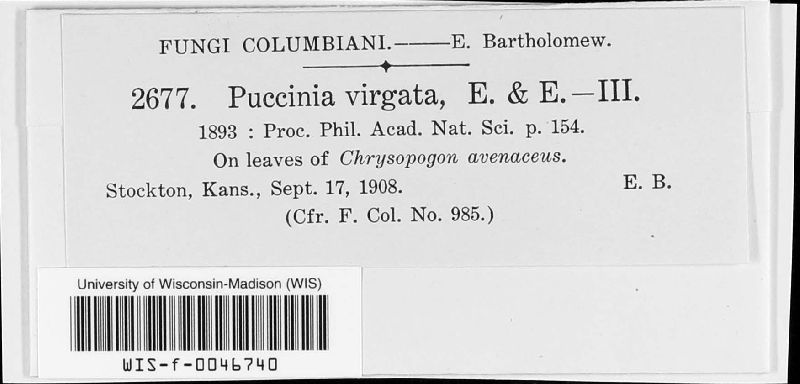 FUNGI COLUMBIANI.——E. Bartholomew.
2677. Puccinia virgata, E. & E.—III.
1893 : Proc. Phil. Acad. Nat. Sci. p. 154.
On leaves of Chrysopogon avenaceus.
Stockton, Kans., Sept. 17, 1908. E. B.
(Cfr. F. Col. No. 985.)
University of Wisconsin-Madison (WIS)
WIS-f-0046740